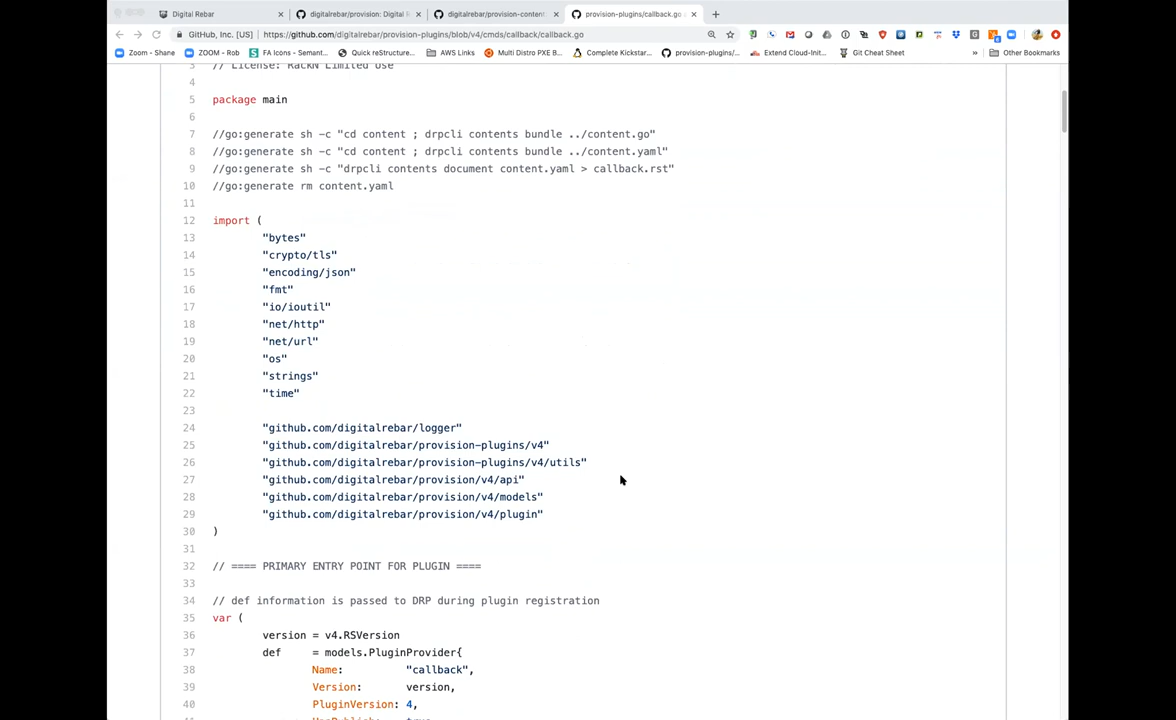 Digital Rebar
digitalrebar/provision: Digital R
digitalrebar/provision-content
provision-plugins/callback.go
GitHub, Inc. [US] https://github.com/digitalrebar/provision-plugins/blob/v4/cmds/callback/callback.go
Zoom - Shane ZOOM - Rob FA Icons – Semant... Quick reStructure... AWS Links Multi Distro PXE B... Complete Kickstar... provision-plugins/... Extend Cloud-Init... Git Cheat Sheet » Other Bookmarks
3 // License: RackN Limited Use
4
5 package main
6
7 //go:generate sh -c "cd content ; drpcli contents bundle ../content.go"
8 //go:generate sh -c "cd content ; drpcli contents bundle ../content.yaml"
9 //go:generate sh -c "drpcli contents document content.yaml > callback.rst"
10 //go:generate rm content.yaml
11
12 import (
13 "bytes"
14 "crypto/tls"
15 "encoding/json"
16 "fmt"
17 "io/ioutil"
18 "net/http"
19 "net/url"
20 "os"
21 "strings"
22 "time"
23
24 "github.com/digitalrebar/logger"
25 "github.com/digitalrebar/provision-plugins/v4"
26 "github.com/digitalrebar/provision-plugins/v4/utils"
27 "github.com/digitalrebar/provision/v4/api"
28 "github.com/digitalrebar/provision/v4/models"
29 "github.com/digitalrebar/provision/v4/plugin"
30 )
31
32 // ==== PRIMARY ENTRY POINT FOR PLUGIN ====
33
34 // def information is passed to DRP during plugin registration
35 var (
36 version = v4.RSVersion
37 def = models.PluginProvider{
38 Name: "callback",
39 Version: version,
40 PluginVersion: 4,